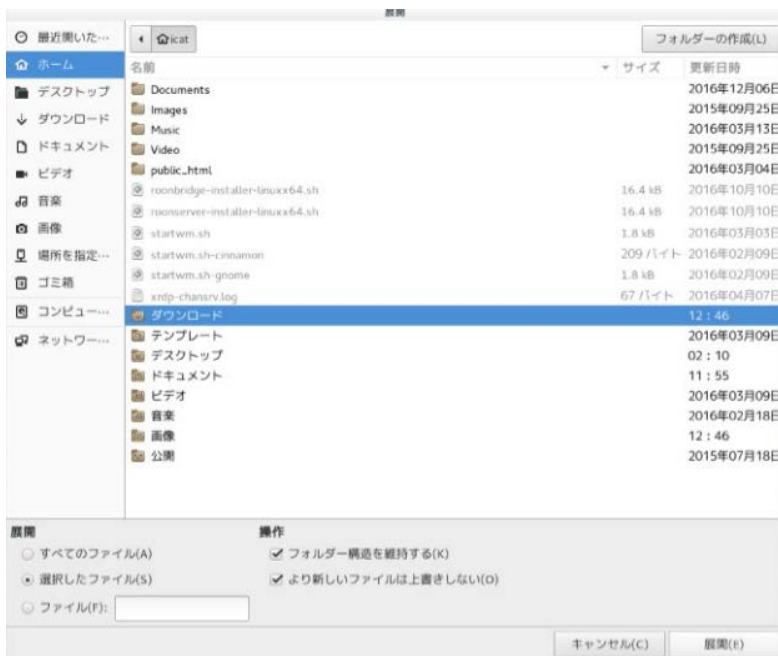 展開
最近開いた… icat フォルダーの作成(L)
ホーム 名前 サイズ 更新日時
デスクトップ Documents 2016年12月06日
ダウンロード Images 2015年09月25日
Music 2016年03月13日
ドキュメント Video 2015年09月25日
ビデオ public_html 2016年03月04日
音楽 roonbridge-installer-linuxx64.sh 16.4 kB 2016年10月10日
roonserver-installer-linuxx64.sh 16.4 kB 2016年10月10日
画像 startwm.sh 1.8 kB 2016年03月03日
場所を指定… startwm.sh-cinnamon 209 バイト 2016年02月09日
ゴミ箱 startwm.sh-gnome 1.8 kB 2016年02月09日
xrdp-chansrv.log 67 バイト 2016年04月07日
コンピュー… ダウンロード 12:46
ネットワー… テンプレート 2016年03月09日
デスクトップ 02:10
ドキュメント 11:55
ビデオ 2016年03月09日
音楽 2016年02月18日
画像 12:46
公開 2015年07月18日
展開 操作
すべてのファイル(A) フォルダー構造を維持する(K)
選択したファイル(S) より新しいファイルは上書きしない(O)
ファイル(F):
キャンセル(C) 展開(E)